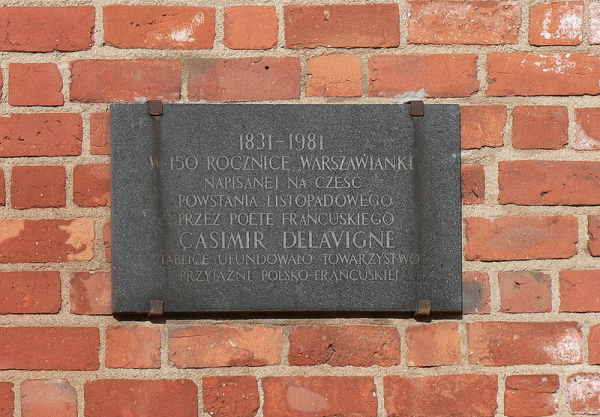 1831-1981
W 150 ROCZNICĘ WARSZAWIANKI
NAPISANEJ NA CZEŚĆ
POWSTANIA LISTOPADOWEGO
PRZEZ POETĘ FRANCUSKIEGO
CASIMIR DELAVIGNE
TABLICĘ UFUNDOWAŁO TOWARZYSTWO
PRZYJAŹNI POLSKO-FRANCUSKIEJ